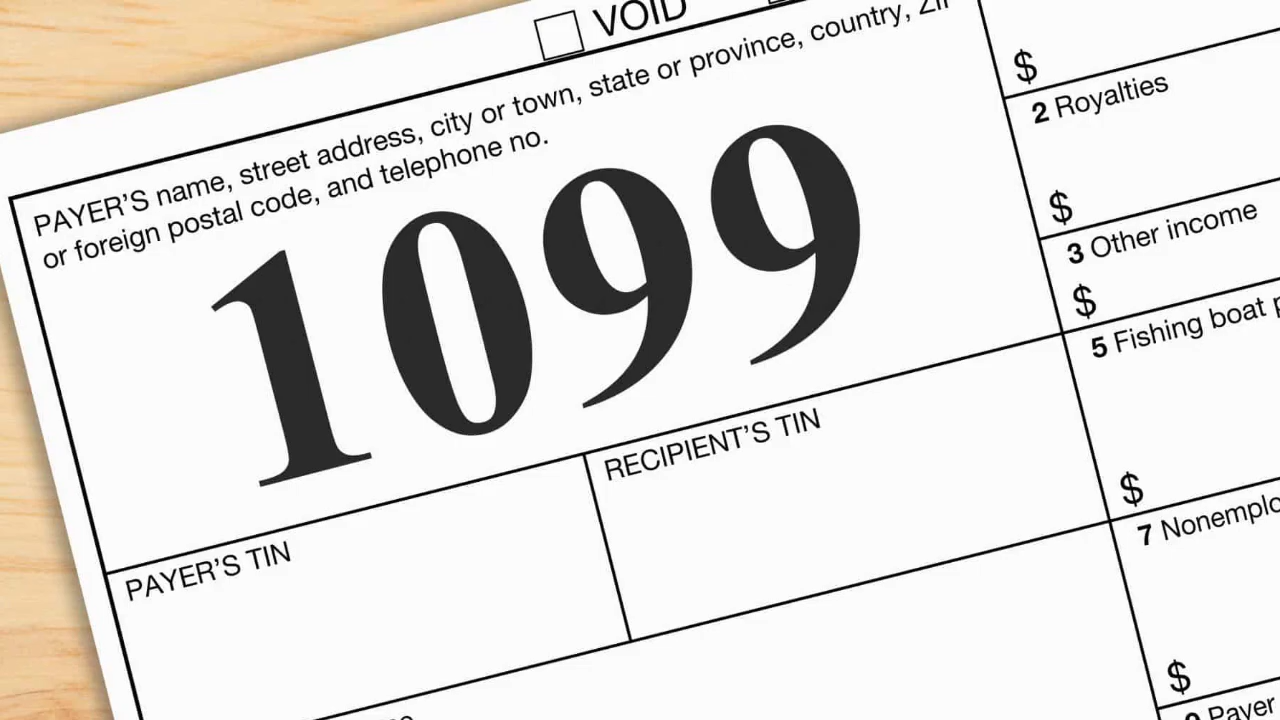 VOID
PAYER'S name, street address, city or town, state or province, country,
or foreign postal code, and telephone no.
1099
PAYER'S TIN
RECIPIENT'S TIN
$
2 Royalties
$
3 Other income
$
5 Fishing boat
$
7
$
Payer